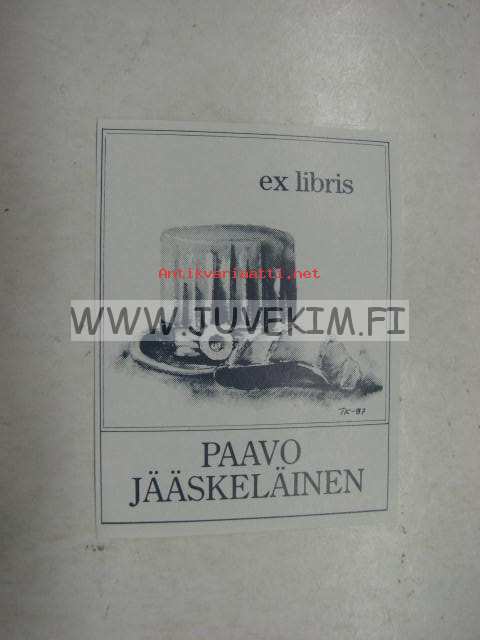 ex libris
Antikvariaatti.net
WWW.JUVEKIM.FI
TK-87
PAAVO
JÄÄSKELÄINEN